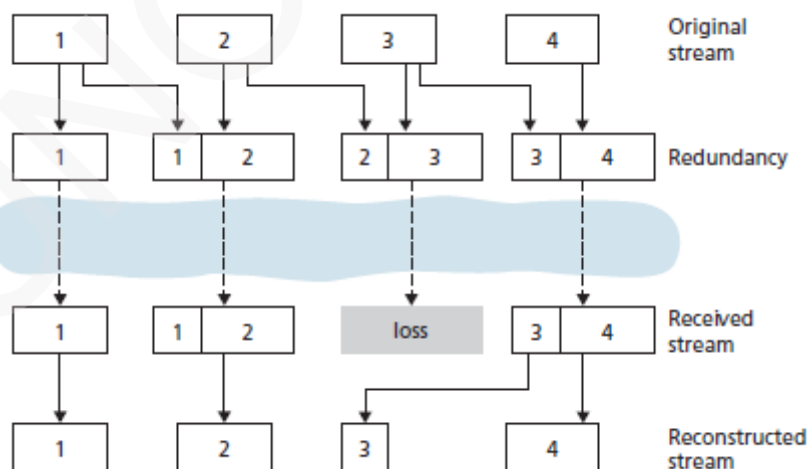 1 2 3 4 Original
stream
1 1 2 2 3 3 4 Redundancy
1 1 2 loss 3 4 Received
stream
1 2 3 4 Reconstructed
stream